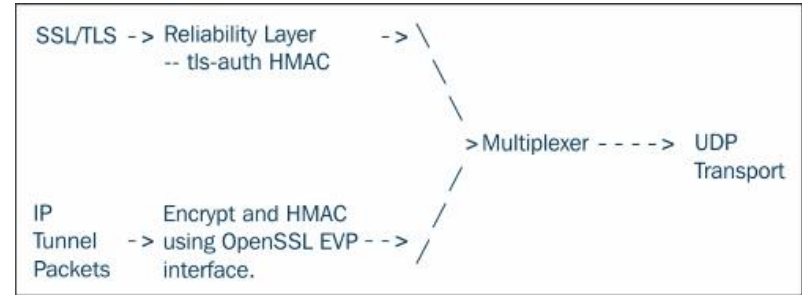 SSL/TLS - > Reliability Layer - > \
-- tls-auth HMAC \
\
\
> Multiplexer - - - - > UDP
/ Transport
IP Encrypt and HMAC /
Tunnel - > using OpenSSL EVP - - > /
Packets interface.